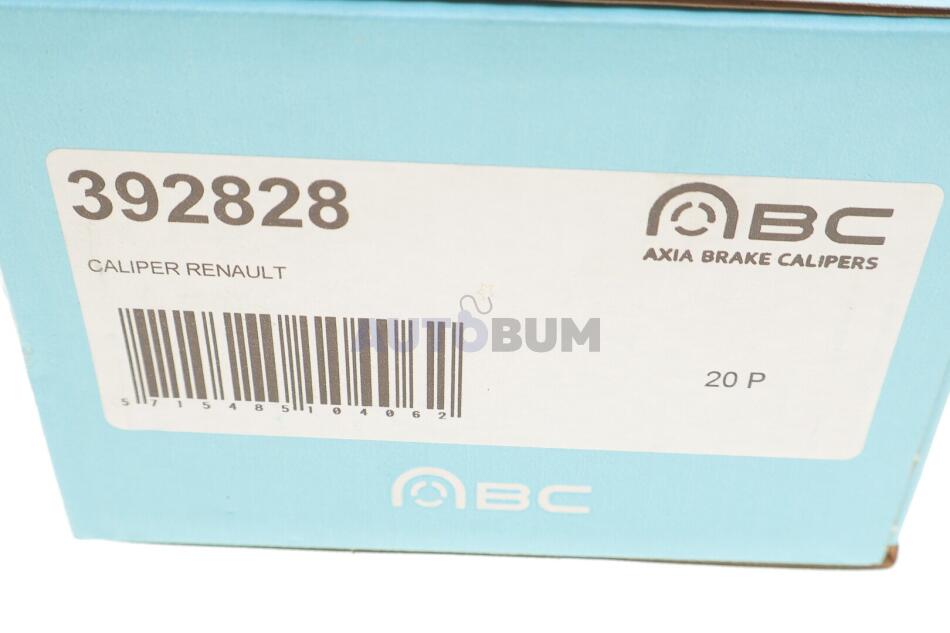 392828
ABC
AXIA BRAKE CALIPERS
CALIPER RENAULT
AUTOBUM
20 P
5 715485 104062
ABC